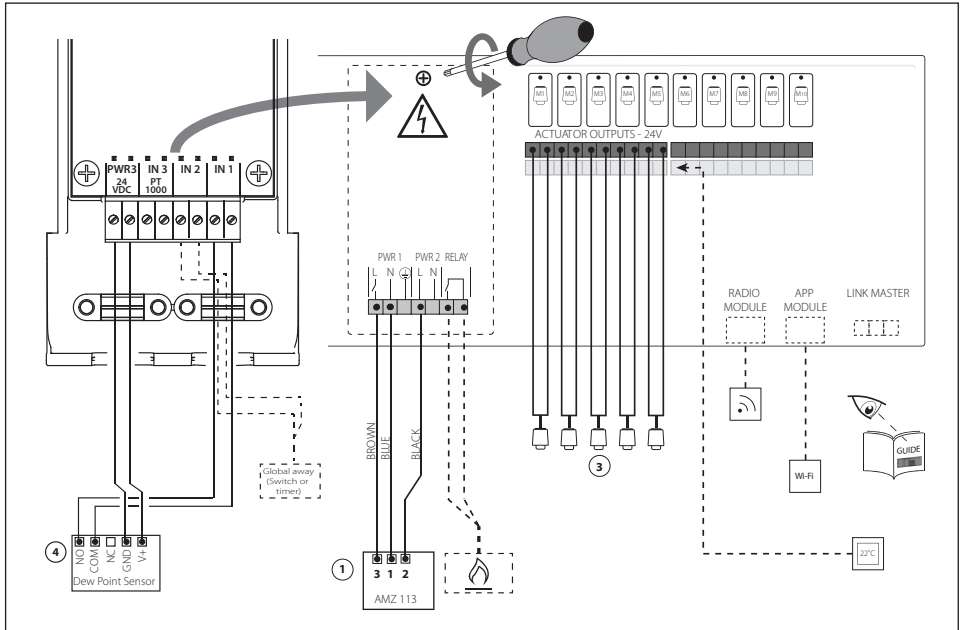 M1 M2 M3 M4 M5 M6 M7 M8 M9 M10
ACTUATOR OUTPUTS - 24V
PWR3 IN 3 IN 2 IN 1
24 VDC PT 1000
PWR 1 PWR 2 RELAY
L N L N
RADIO MODULE
APP MODULE
LINK MASTER
BROWN
BLUE
BLACK
Global away
(Switch or
timer)
3
GUIDE
Wi-Fi
22°C
4
NO COM NC GND V+
Dew Point Sensor
1
3 1 2
AMZ 113